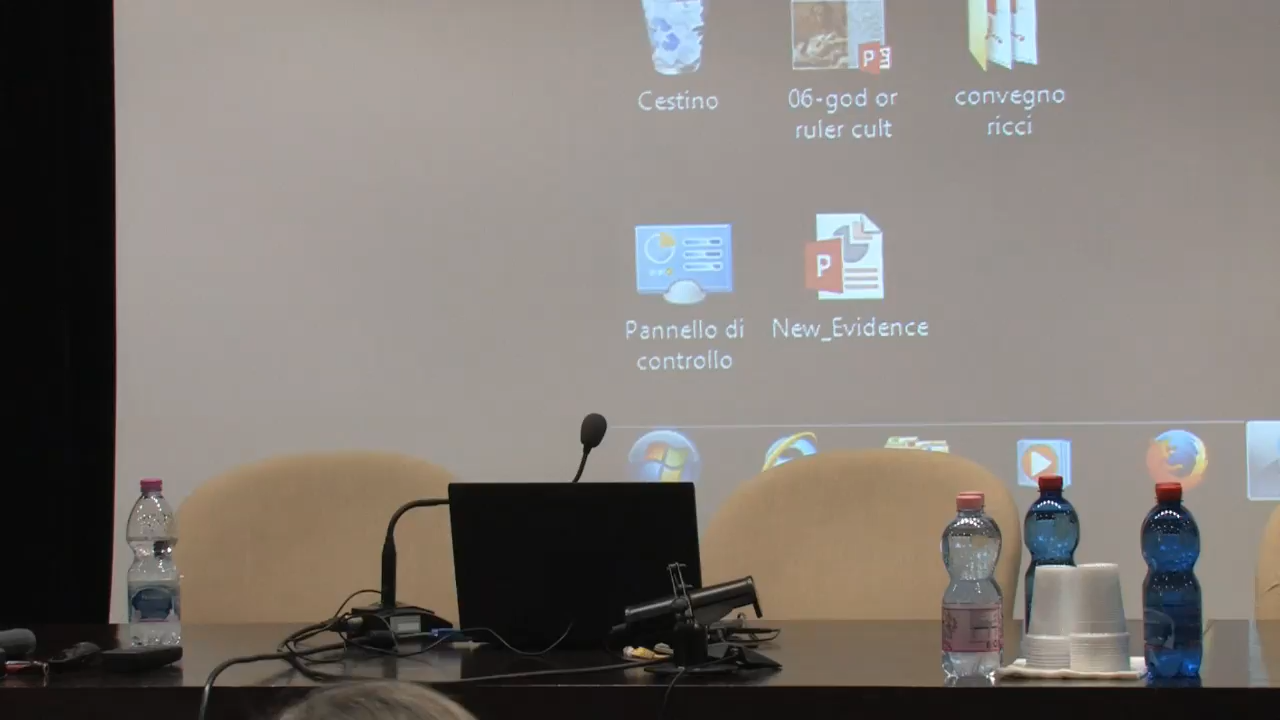 Cestino
06-god or
ruler cult
convegno
ricci
Pannello di
controllo
New_Evidence
P
P